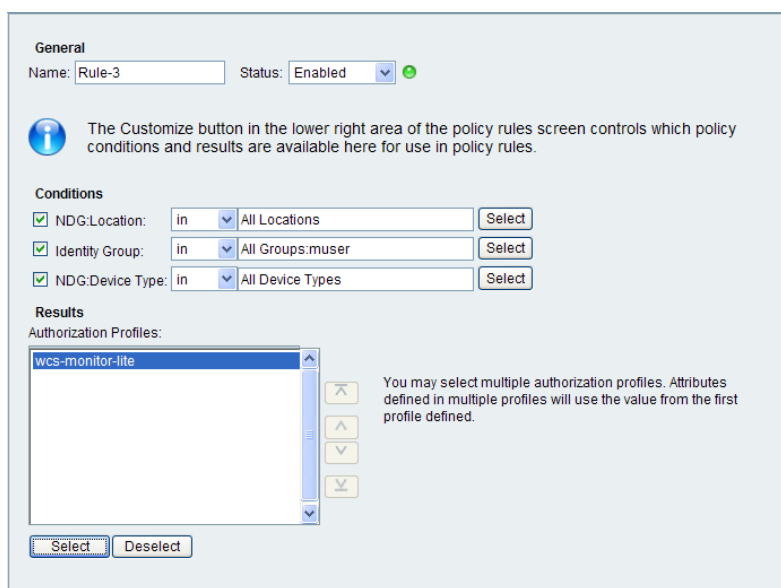 General
Name: Rule-3 Status: Enabled
The Customize button in the lower right area of the policy rules screen controls which policy
conditions and results are available here for use in policy rules.
Conditions
NDG:Location: in All Locations Select
Identity Group: in All Groups:muser Select
NDG:Device Type: in All Device Types Select
Results
Authorization Profiles:
wcs-monitor-lite
You may select multiple authorization profiles. Attributes
defined in multiple profiles will use the value from the first
profile defined.
Select Deselect